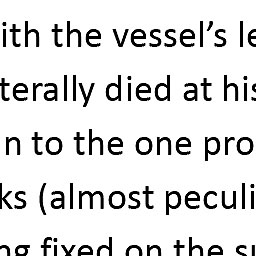 ith the vessel’s le
terally died at his
n to the one pro
ks (almost peculi
ng fixed on the su